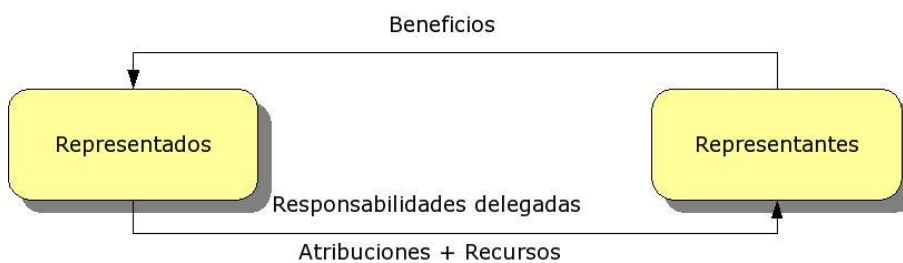 Beneficios
Representados
Representantes
Responsabilidades delegadas
Atribuciones + Recursos